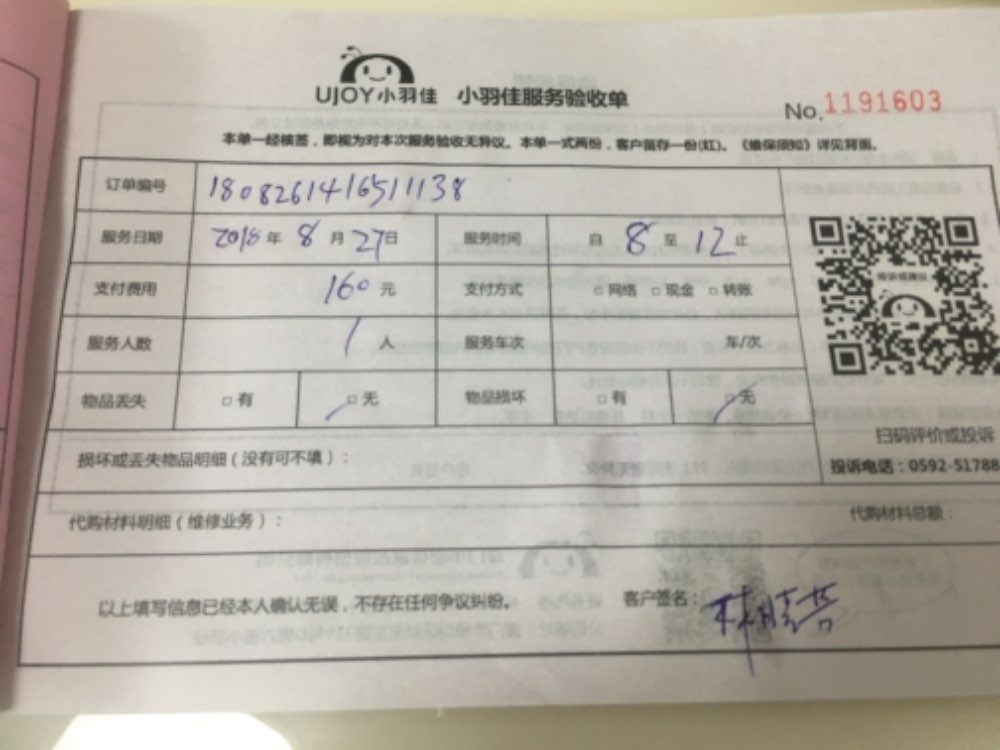 UJOY小羽佳 小羽佳服务验收单
No.1191603
本单一经核签，即视为对本次服务验收无异议。本单一式两份，客户留存一份(红)。《维保须知》详见背面。
订单编号 180826141651 1138
服务日期 2018年 8 月 27日 服务时间 自 8 至 12 止
支付费用 160 元 支付方式 □网络 □现金 □转账
服务人数 1 人 服务车次 车/次
物品丢失 □有 □无 物品损坏 □有 □无
扫码评价或投诉
投诉电话：0592-51788
损坏或丢失物品明细（没有可不填）：
代购材料明细（维修业务）： 代购材料总额：
以上填写信息已经本人确认无误，不存在任何争议纠纷。 客户签名：